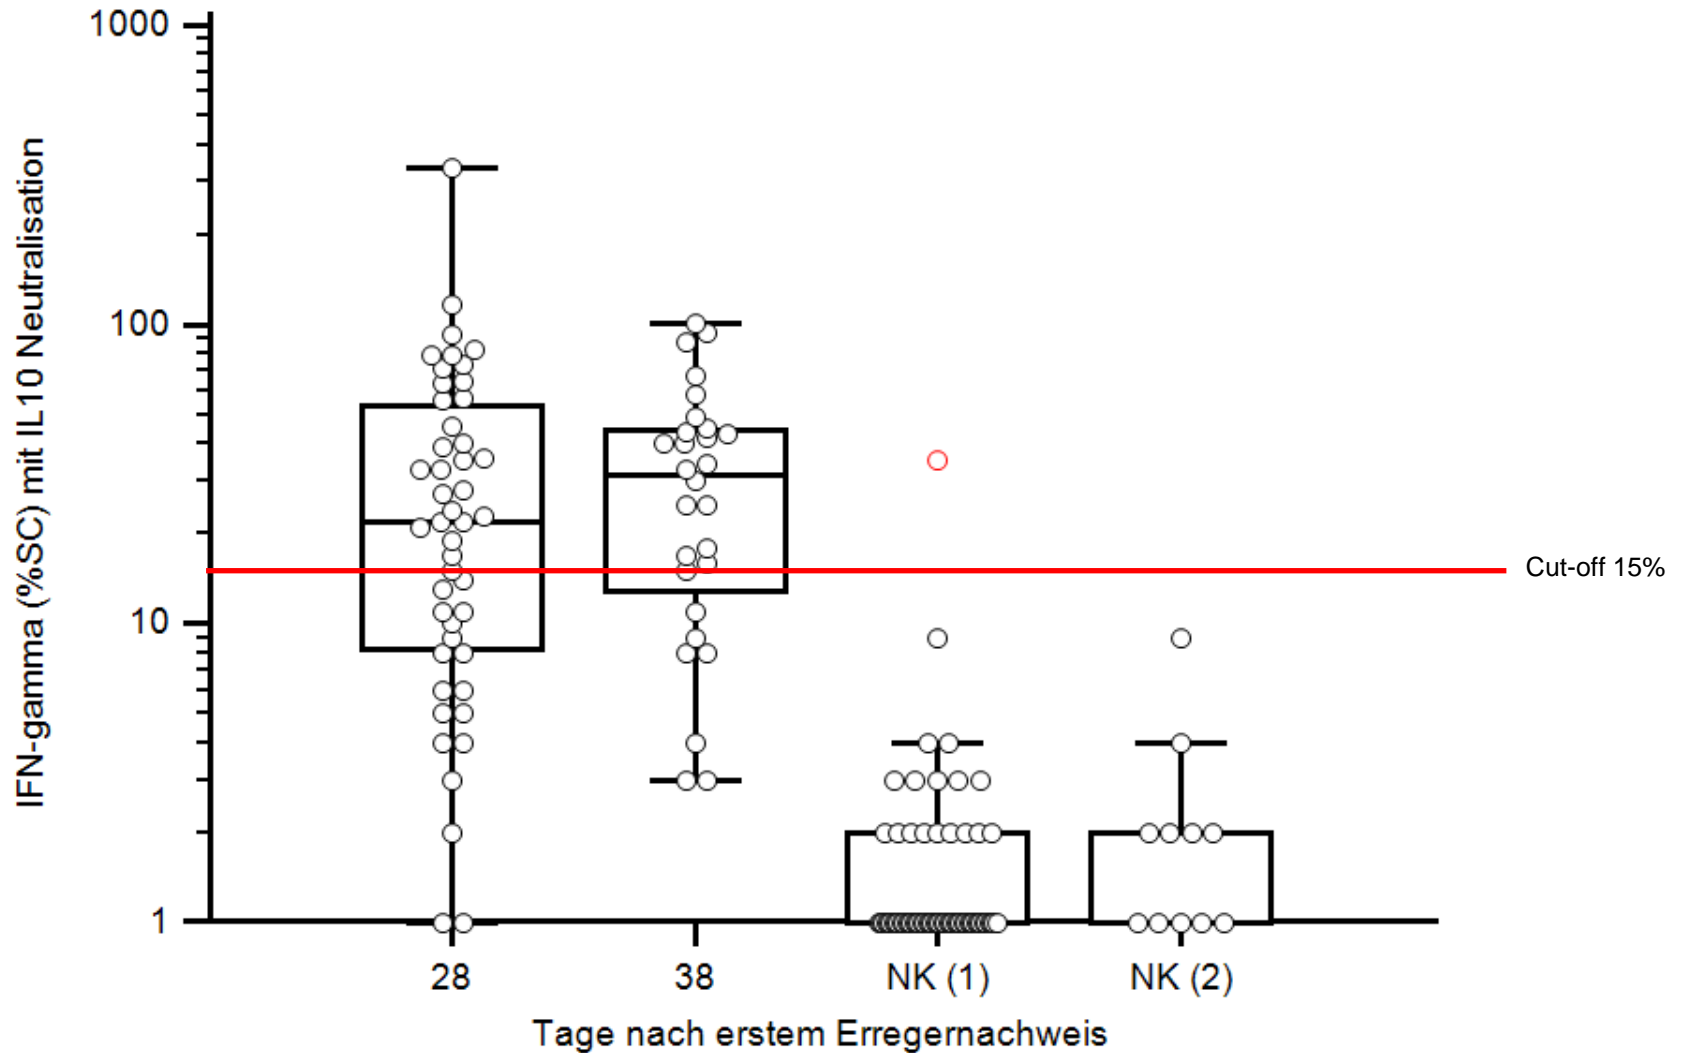 1000
100
10
1
IFN-gamma (%SC) mit IL10 Neutralisation
Cut-off 15%
28 38 NK (1) NK (2)
Tage nach erstem Erregernachweis